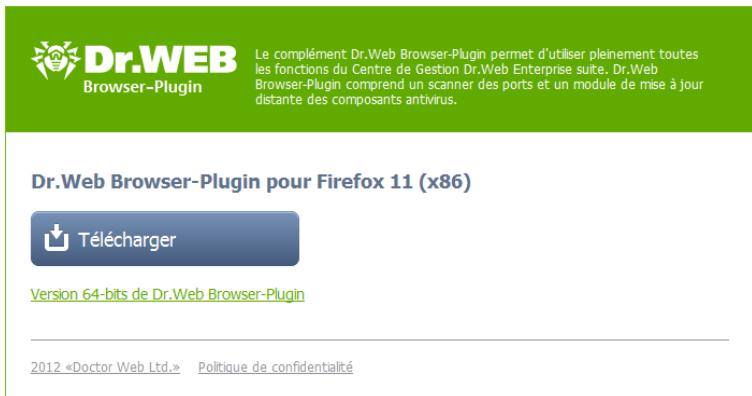 Dr.WEB
Browser-Plugin
Le complément Dr.Web Browser-Plugin permet d'utiliser pleinement toutes
les fonctions du Centre de Gestion Dr.Web Enterprise suite. Dr.Web
Browser-Plugin comprend un scanner des ports et un module de mise à jour
distante des composants antivirus.
Dr.Web Browser-Plugin pour Firefox 11 (x86)
Télécharger
Version 64-bits de Dr.Web Browser-Plugin
2012 «Doctor Web Ltd.» Politique de confidentialité